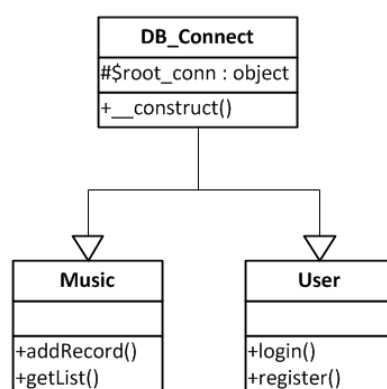 DB_Connect
#$root_conn : object
+__construct()
Music
+addRecord()
+getList()
User
+login()
+register()